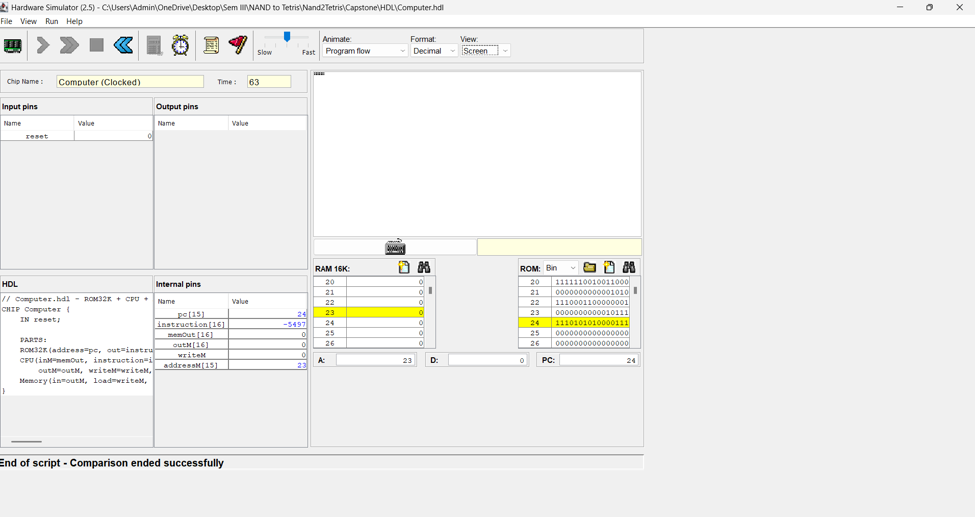 Hardware Simulator (2.5) - C:\Users\Admin\OneDrive\Desktop\Sem III\NAND to Tetris\Nand2Tetris\Capstone\HDL\Computer.hdl
File View Run Help
Slow Fast
Animate: Format: View:
Program flow Decimal Screen
Chip Name : Computer (Clocked) Time : 63
Input pins Output pins
Name Value Name Value
reset 0
HDL Internal pins
// Computer.hdl - ROM32K + CPU +
CHIP Computer {
IN reset;
PARTS:
ROM32K(address=pc, out=instru
CPU(inM=memOut, instruction=i
outM=outM, writeM=writeM,
Memory(in=outM, load=writeM,
}
Name Value
pc[15] 24
instruction[16] -5497
memOut[16] 0
outM[16] 0
writeM 0
addressM[15] 23
RAM 16K:
20 0
21 0
22 0
23 0
24 0
25 0
26 0
ROM: Bin
20 1111110010011000
21 0000000000001010
22 1110001100000001
23 0000000000010111
24 1110101010000111
25 0000000000000000
26 0000000000000000
A: 23 D: 0 PC: 24
End of script - Comparison ended successfully